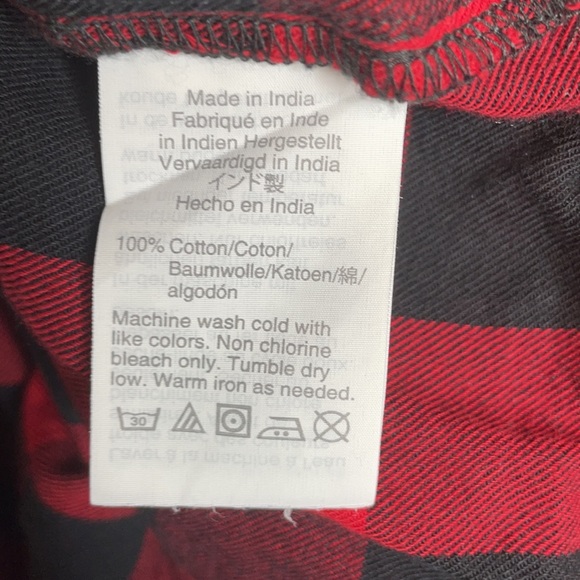 Made in India
Fabriqué en Inde
in Indien Hergestellt
Vervaardigd in India
インド製
Hecho en India
100% Cotton/Coton/
Baumwolle/Katoen/綿/
algodón
Machine wash cold with
like colors. Non chlorine
bleach only. Tumble dry
low. Warm iron as needed.
30